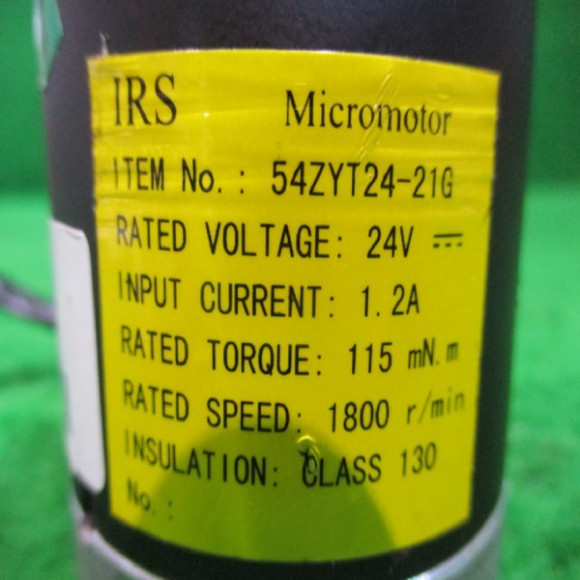 IRS Micromotor
ITEM No.: 54ZYT24-21G
RATED VOLTAGE: 24V ⎓
INPUT CURRENT: 1.2A
RATED TORQUE: 115 mN.m
RATED SPEED: 1800 r/min
INSULATION: CLASS 130
No.: